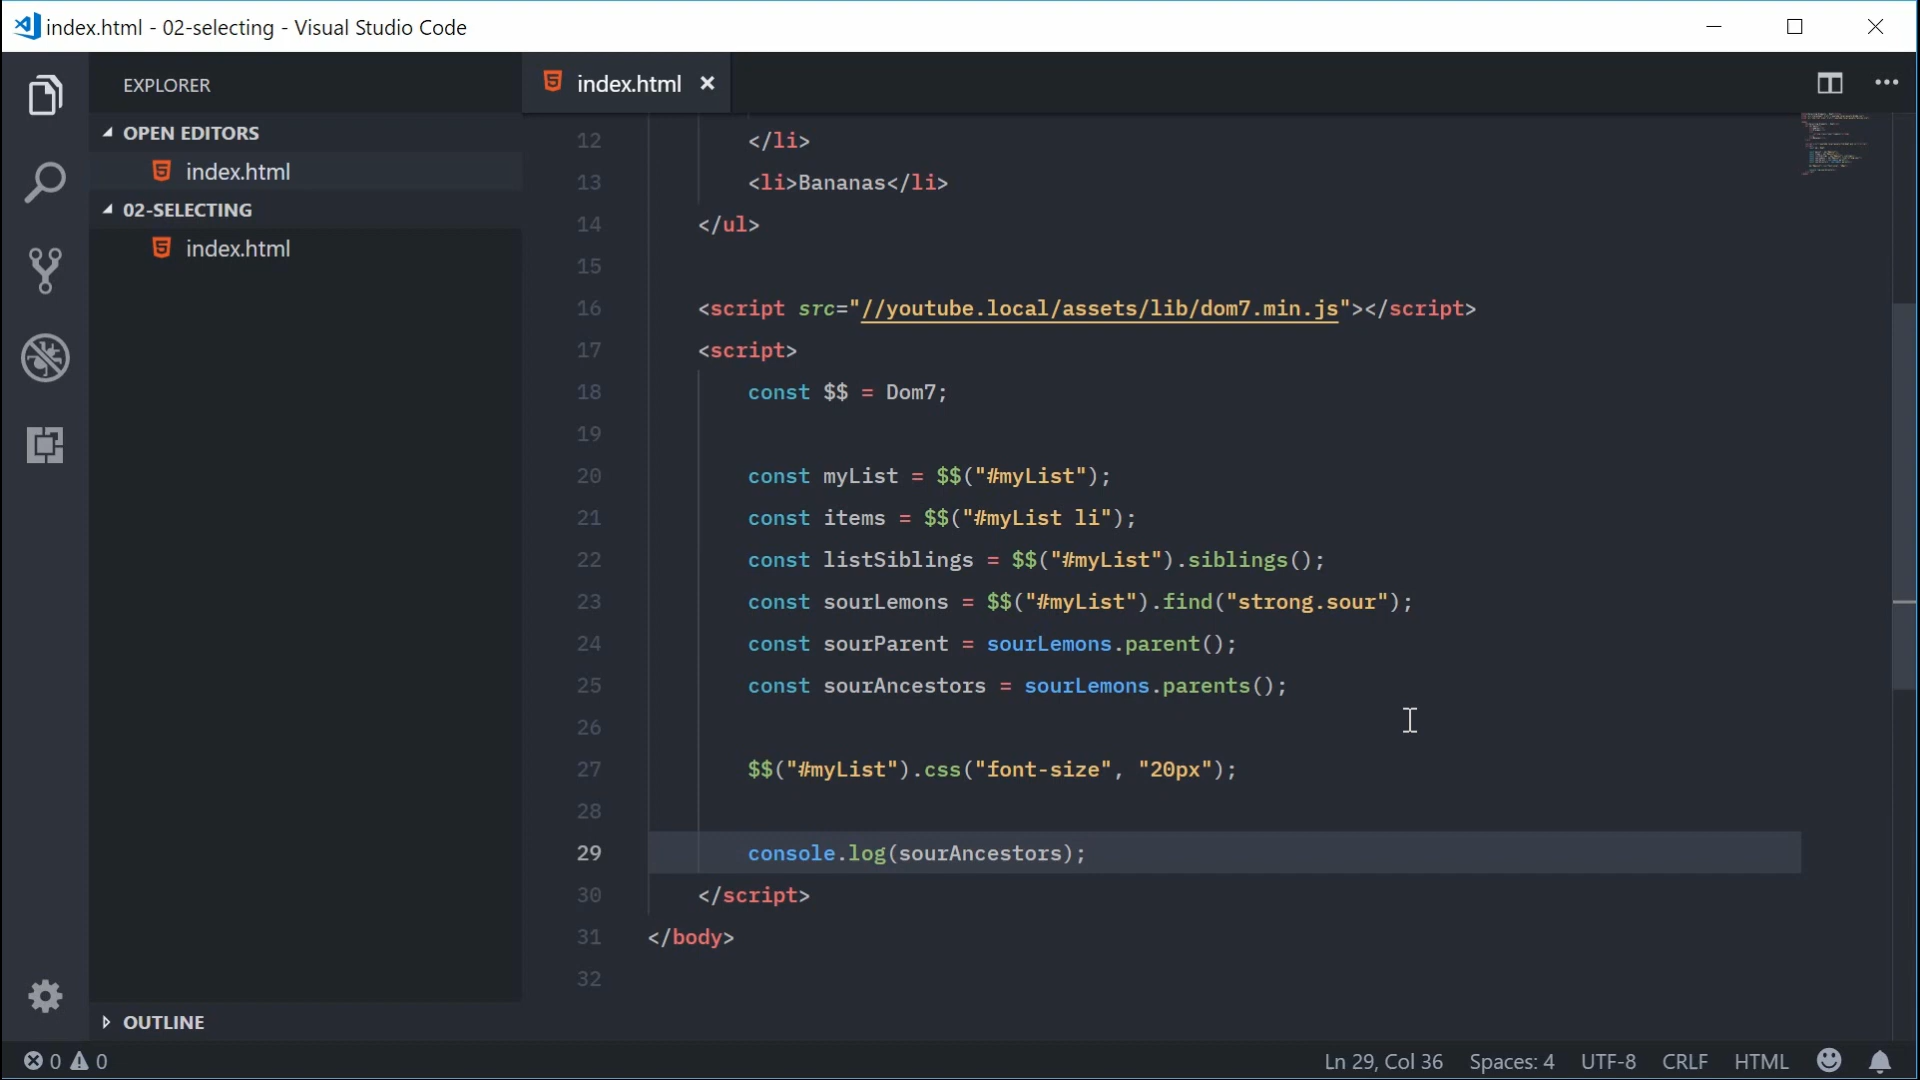 index.html - 02-selecting - Visual Studio Code
EXPLORER
OPEN EDITORS
index.html
02-SELECTING
index.html
OUTLINE
index.html
12 </li>
13 <li>Bananas</li>
14 </ul>
15
16 <script src="//youtube.local/assets/lib/dom7.min.js"></script>
17 <script>
18 const $$ = Dom7;
19
20 const myList = $$("#myList");
21 const items = $$("#myList li");
22 const listSiblings = $$("#myList").siblings();
23 const sourLemons = $$("#myList").find("strong.sour");
24 const sourParent = sourLemons.parent();
25 const sourAncestors = sourLemons.parents();
26
27 $$("#myList").css("font-size", "20px");
28
29 console.log(sourAncestors);
30 </script>
31 </body>
32
0 0
Ln 29, Col 36 Spaces: 4 UTF-8 CRLF HTML